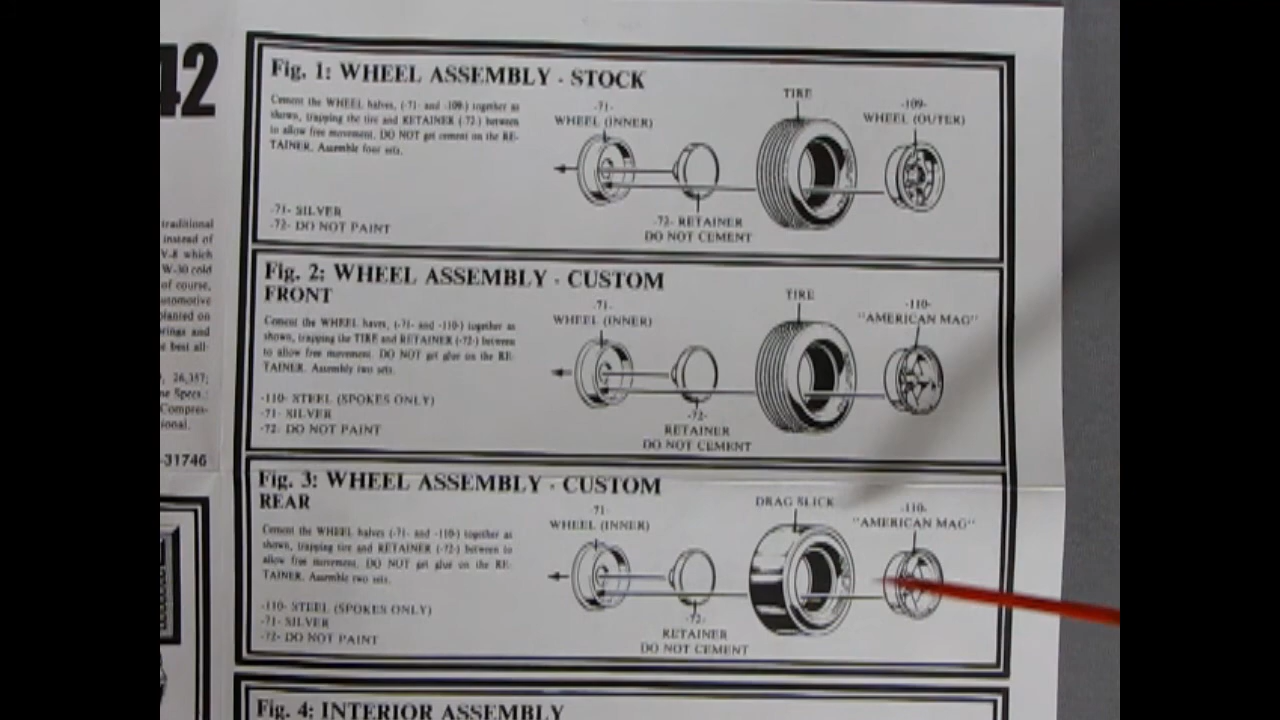 42
traditional
instead of
V-8 which
W-30 cold
of course,
automotive
planted on
rings and
e best all-
, 26,357;
ne Specs.:
Compres-
ional.
-31746
Fig. 1: WHEEL ASSEMBLY - STOCK
Cement the WHEEL halves, (-71- and -109-) together as
shown, trapping the tire and RETAINER (-72-) between
to allow free movement. DO NOT get cement on the RE-
TAINER. Assemble four sets.
-71- SILVER
-72- DO NOT PAINT
-71-
WHEEL (INNER)
-72- RETAINER
DO NOT CEMENT
TIRE
-109-
WHEEL (OUTER)
Fig. 2: WHEEL ASSEMBLY - CUSTOM
FRONT
Cement the WHEEL haves, (-71- and -110-) together as
shown, trapping the TIRE and RETAINER (-72-) between
to allow free movement. DO NOT get glue on the RE-
TAINER. Assembly two sets.
-110- STEEL (SPOKES ONLY)
-71- SILVER
-72- DO NOT PAINT
-71-
WHEEL (INNER)
-72-
RETAINER
DO NOT CEMENT
TIRE
-110-
"AMERICAN MAG"
Fig. 3: WHEEL ASSEMBLY - CUSTOM
REAR
Cement the WHEEL halves (-71- and -110-) together as
shown, trapping tire and RETAINER (-72-) between to
allow free movement. DO NOT get glue on the RE-
TAINER. Assemble two sets.
-110- STEEL (SPOKES ONLY)
-71- SILVER
-72- DO NOT PAINT
-71-
WHEEL (INNER)
-72-
RETAINER
DO NOT CEMENT
DRAG SLICK
-110-
"AMERICAN MAG"
Fig. 4: INTERIOR ASSEMBLY